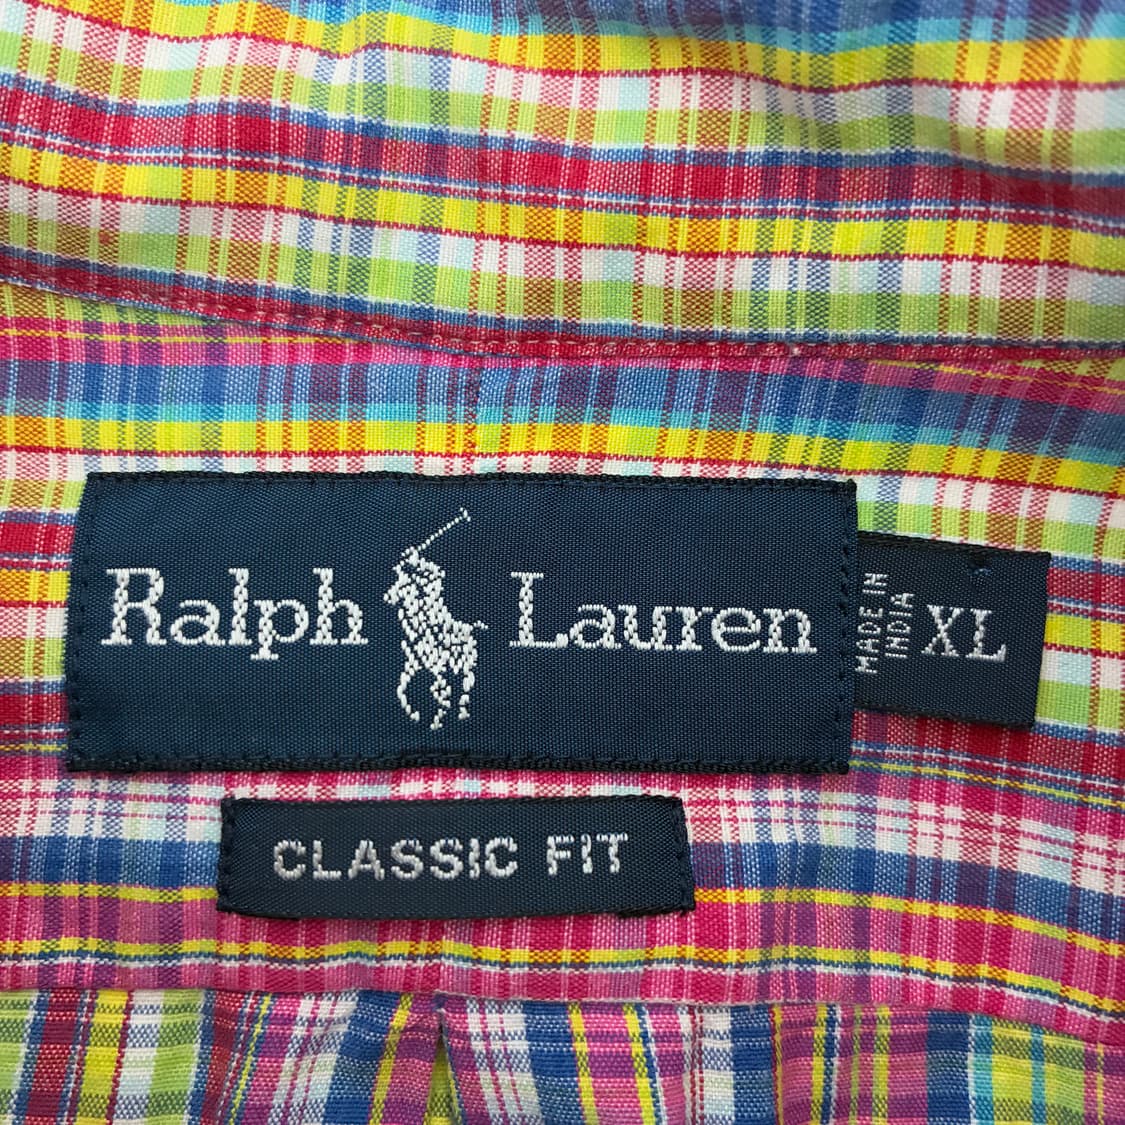 Ralph Lauren
MADE IN
INDIA
XL
CLASSIC FIT